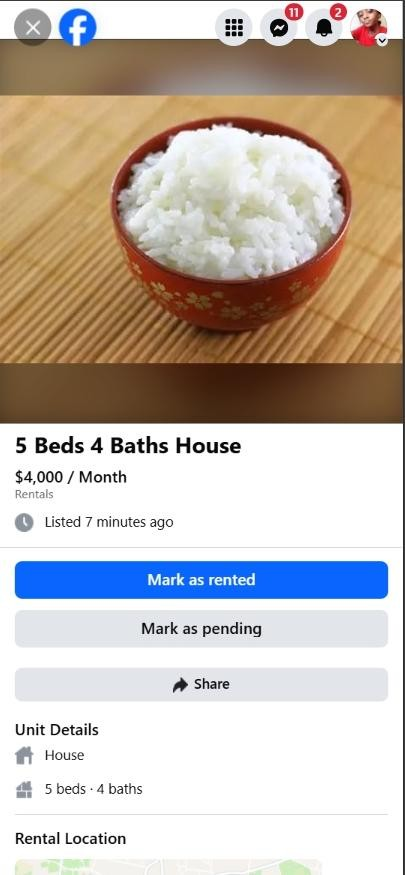 11
2
5 Beds 4 Baths House
$4,000 / Month
Rentals
Listed 7 minutes ago
Mark as rented
Mark as pending
Share
Unit Details
House
5 beds · 4 baths
Rental Location